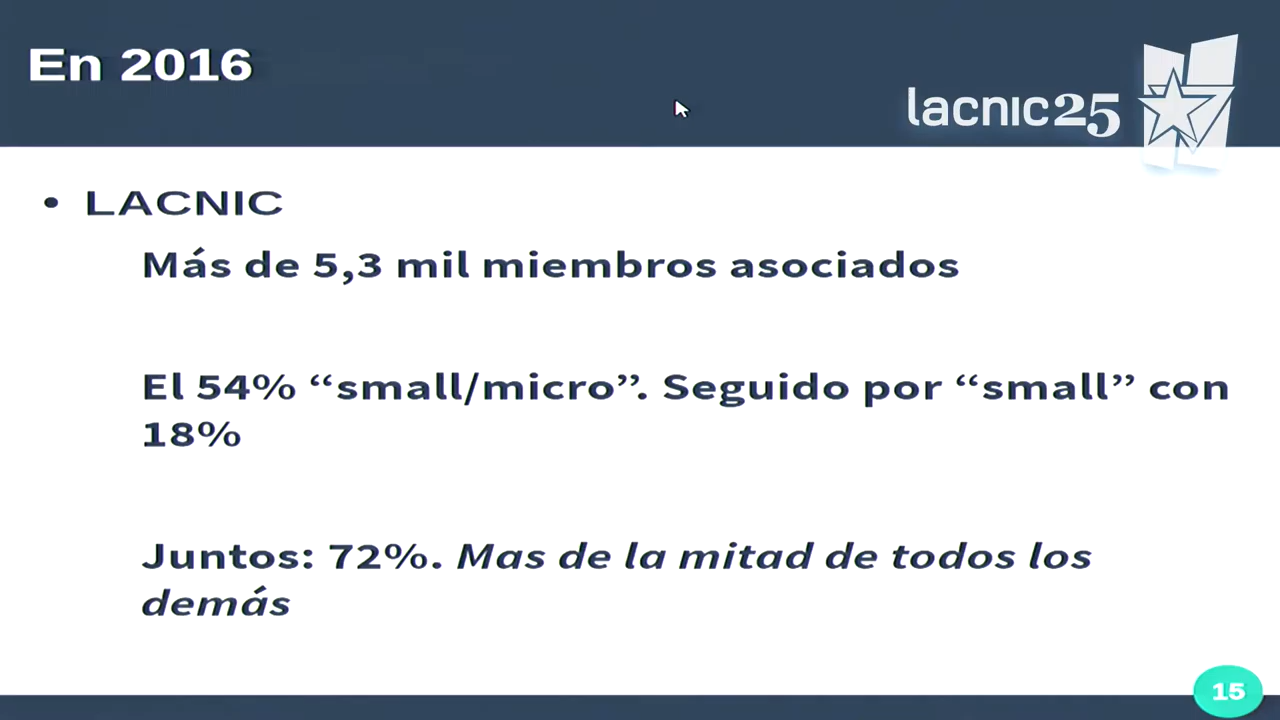 En 2016
lacnic25
• LACNIC
Más de 5,3 mil miembros asociados
El 54% “small/micro”. Seguido por “small” con
18%
Juntos: 72%. Mas de la mitad de todos los
demás
15